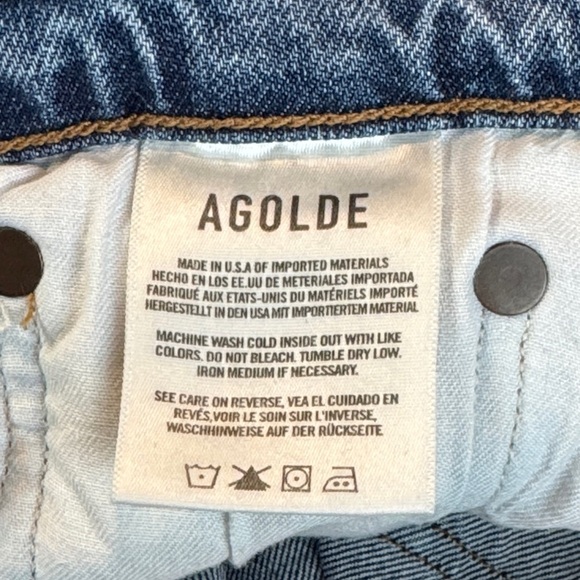 AGOLDE
MADE IN U.S.A OF IMPORTED MATERIALS
HECHO EN LOS EE.UU DE METERIALES IMPORTADA
FABRIQUÉ AUX ETATS-UNIS DU MATÉRIELS IMPORTÉ
HERGESTELLT IN DEN USA MIT IMPORTIERTEM MATERIAL
MACHINE WASH COLD INSIDE OUT WITH LIKE
COLORS. DO NOT BLEACH. TUMBLE DRY LOW.
IRON MEDIUM IF NECESSARY.
SEE CARE ON REVERSE, VEA EL CUIDADO EN
REVÉS,VOIR LE SOIN SUR L'INVERSE,
WASCHHINWEISE AUF DER RÜCKSEITE